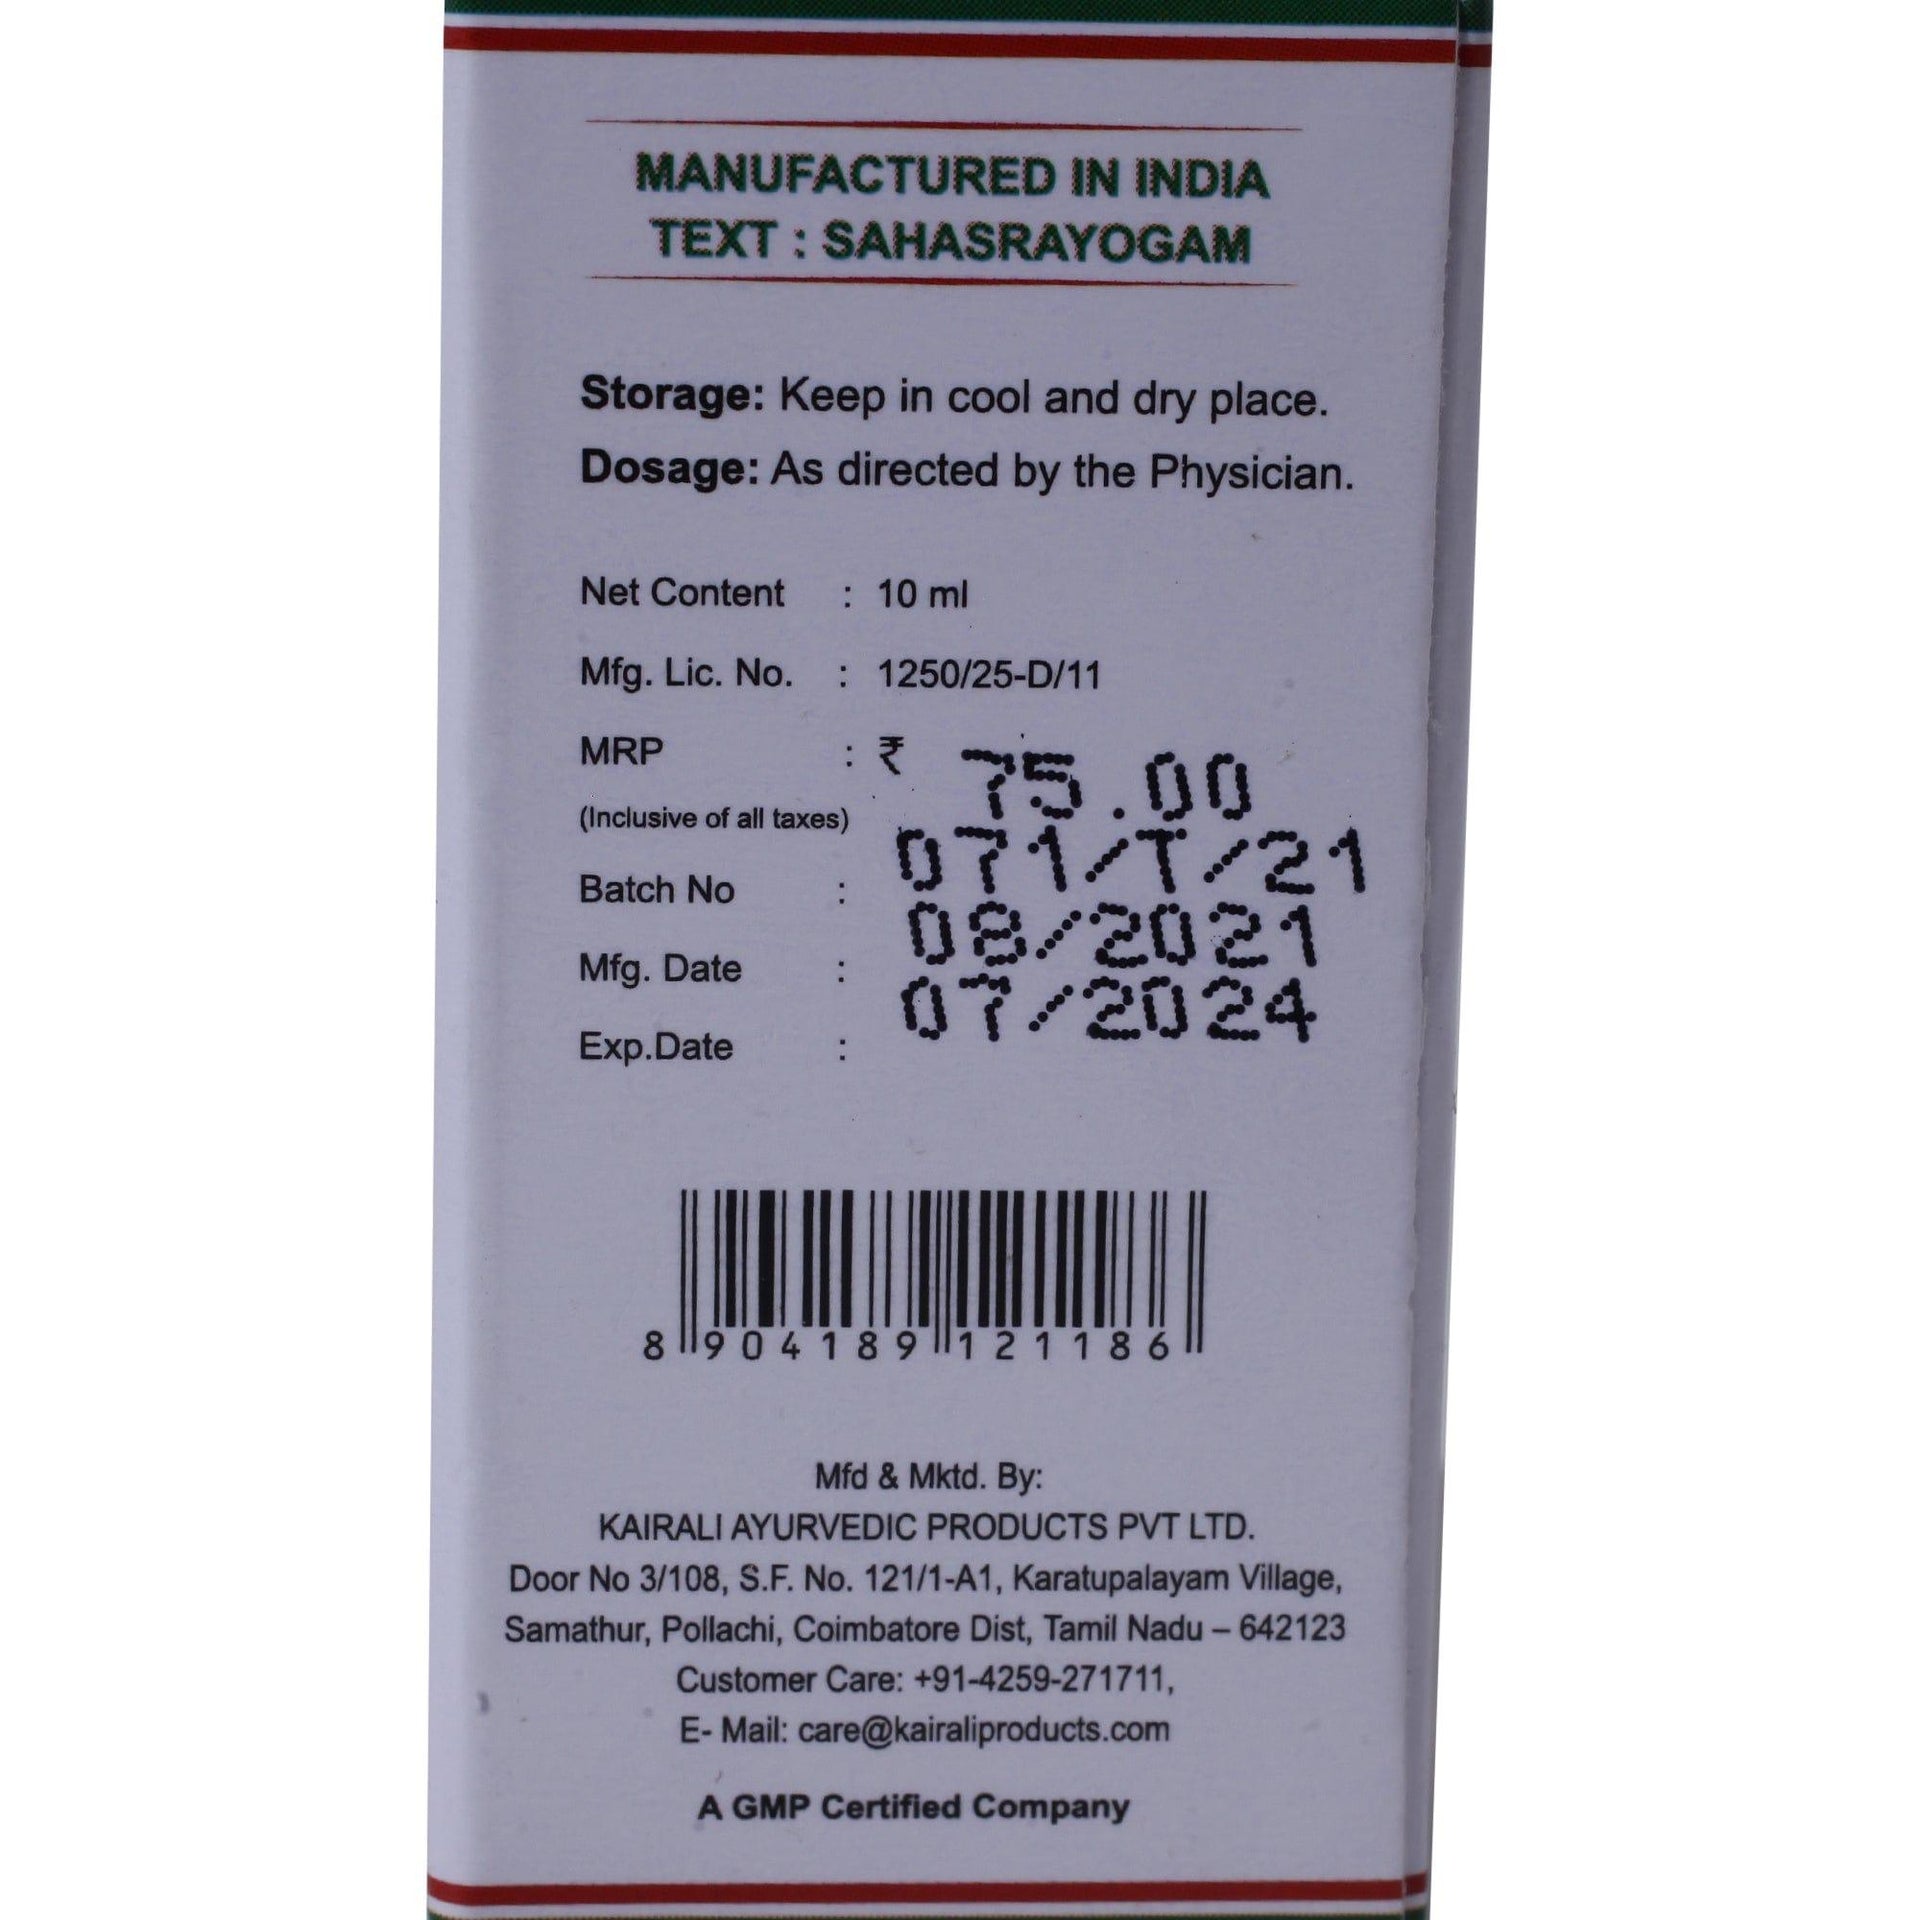 MANUFACTURED IN INDIA
TEXT : SAHASRAYOGAM
Storage: Keep in cool and dry place.
Dosage: As directed by the Physician.
Net Content : 10 ml
Mfg. Lic. No. : 1250/25-D/11
MRP : ₹ 75.00
(Inclusive of all taxes)
Batch No : 071/T/21
Mfg. Date : 08/2021
Exp.Date : 07/2024
8 904189 121186
Mfd & Mktd. By:
KAIRALI AYURVEDIC PRODUCTS PVT LTD.
Door No 3/108, S.F. No. 121/1-A1, Karatupalayam Village,
Samathur, Pollachi, Coimbatore Dist, Tamil Nadu – 642123
Customer Care: +91-4259-271711,
E- Mail: care@kairaliproducts.com
A GMP Certified Company